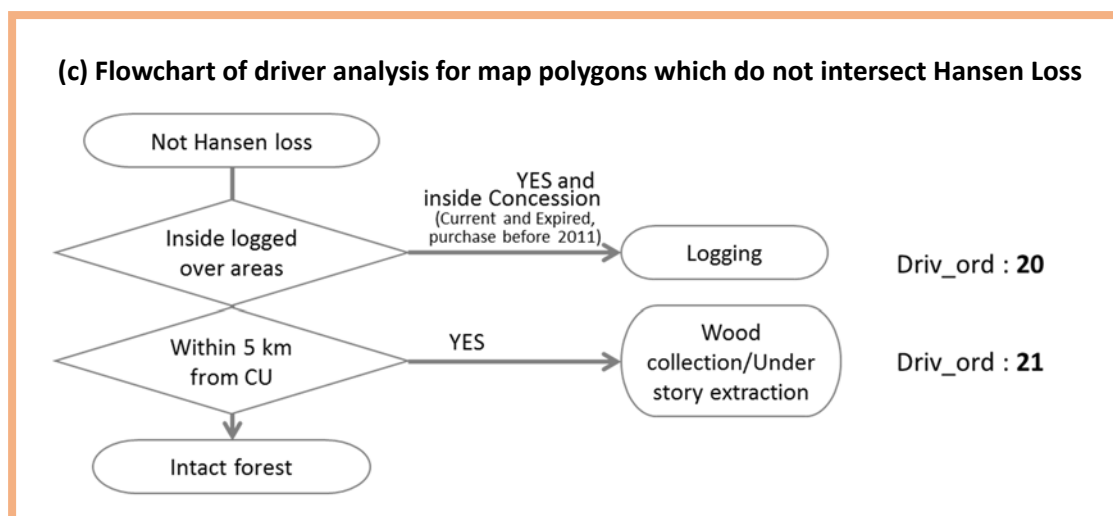 (c) Flowchart of driver analysis for map polygons which do not intersect Hansen Loss
Not Hansen loss
YES and
inside Concession
(Current and Expired,
purchase before 2011)
Inside logged
over areas
Logging
Driv_ord : 20
Within 5 km
from CU
YES
Wood
collection/Under
story extraction
Driv_ord : 21
Intact forest